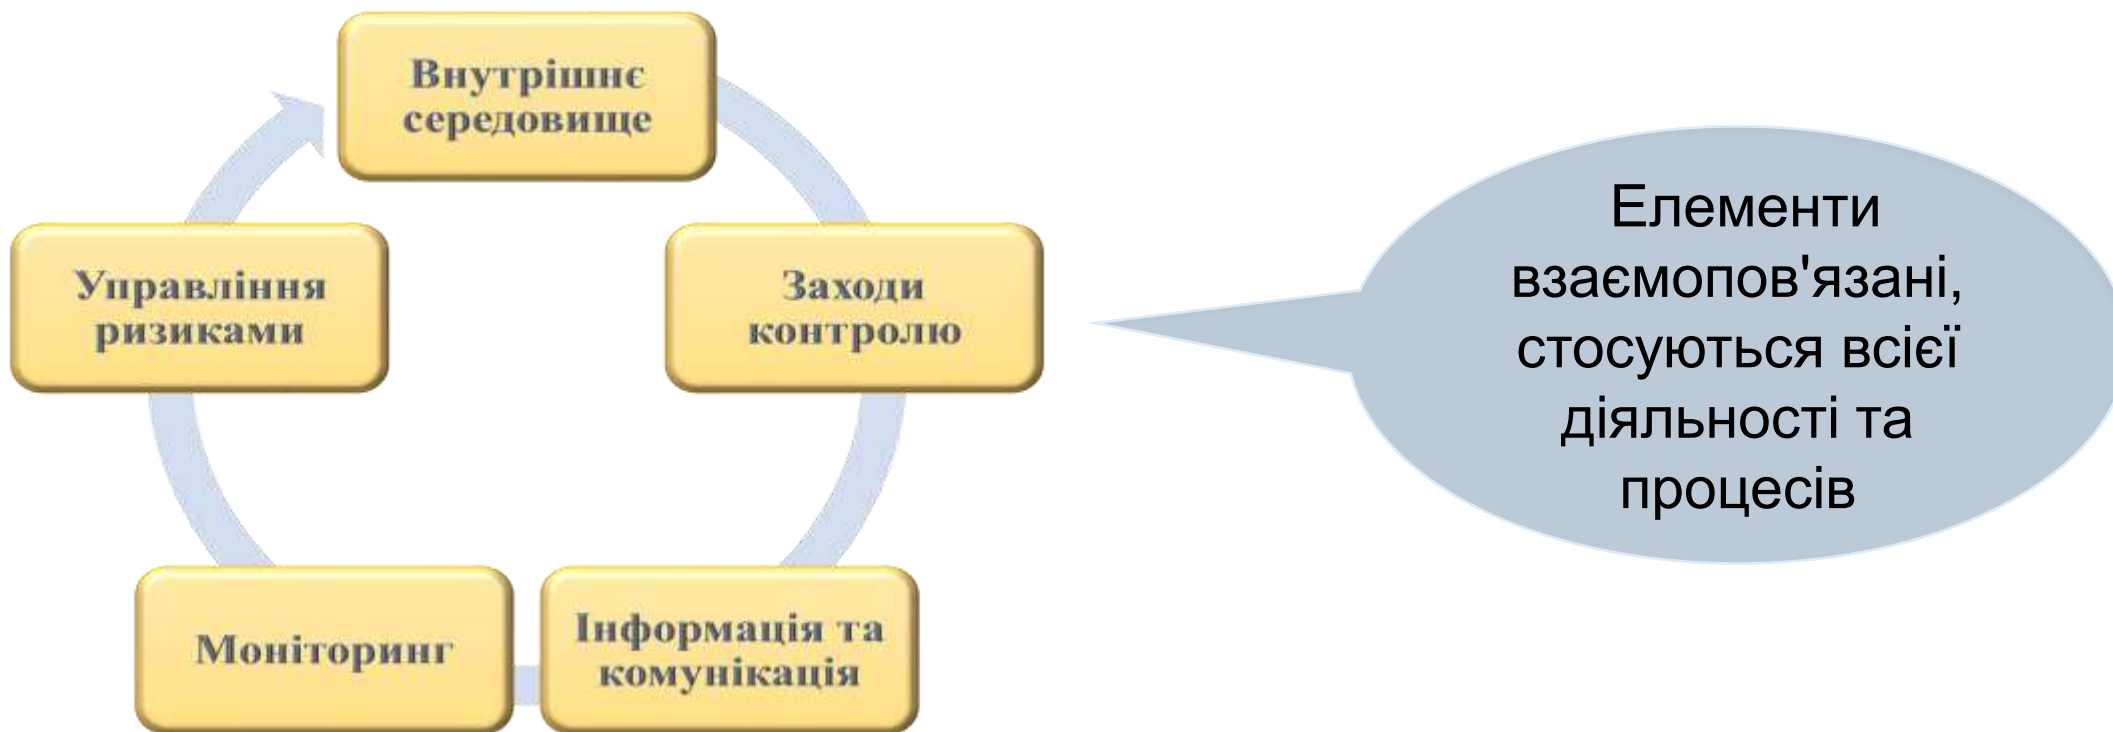 Внутрішнє
середовище
Управління
ризиками
Заходи
контролю
Моніторинг
Інформація та
комунікація
Елементи
взаємопов'язані,
стосуються всієї
діяльності та
процесів